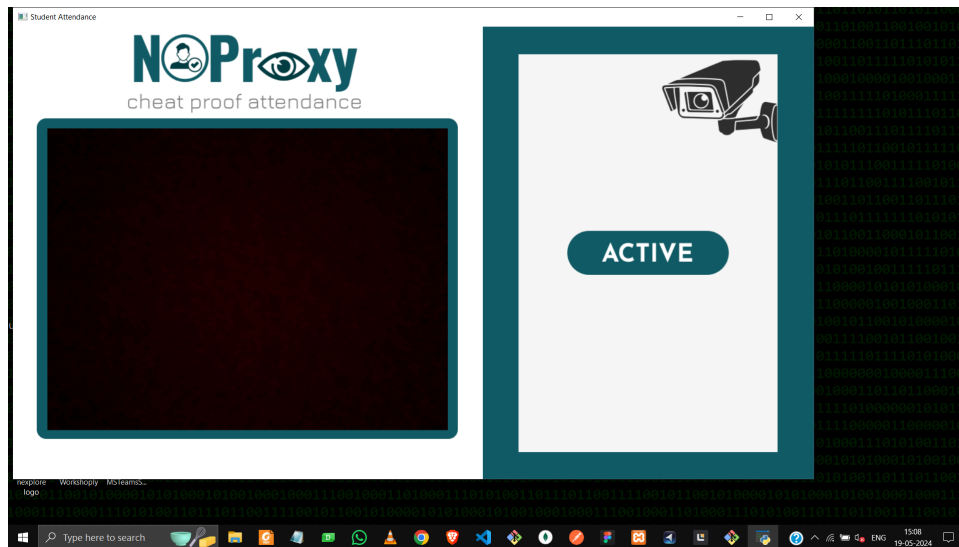 Student Attendance
NOProxy
cheat proof attendance
ACTIVE
nexplore
logo
Workshoply
MSTeamsS...
Type here to search
ENG
15:08
19-05-2024